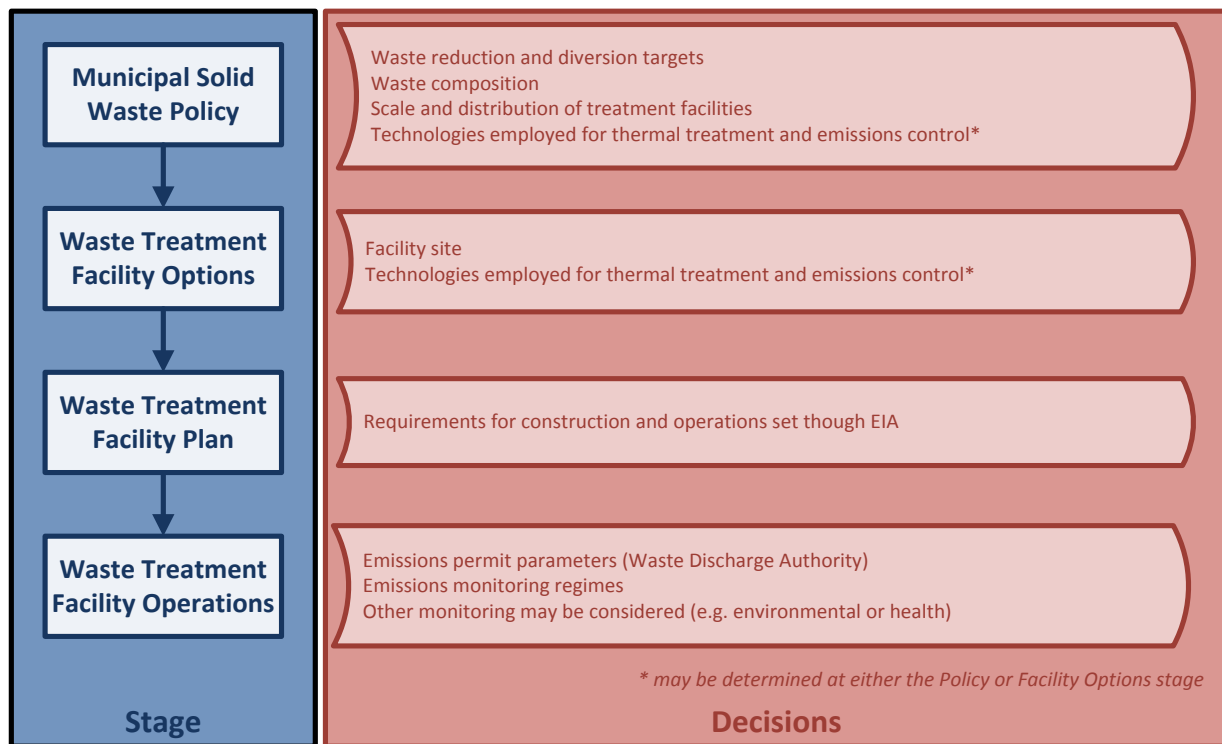 Municipal Solid
Waste Policy
Waste reduction and diversion targets
Waste composition
Scale and distribution of treatment facilities
Technologies employed for thermal treatment and emissions control*
Waste Treatment
Facility Options
Facility site
Technologies employed for thermal treatment and emissions control*
Waste Treatment
Facility Plan
Requirements for construction and operations set though EIA
Waste Treatment
Facility Operations
Emissions permit parameters (Waste Discharge Authority)
Emissions monitoring regimes
Other monitoring may be considered (e.g. environmental or health)
* may be determined at either the Policy or Facility Options stage
Stage
Decisions